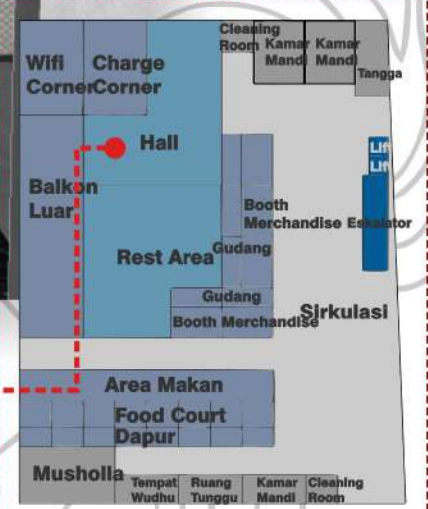 Cleaning
Room
Kamar
Mandi
Kamar
Mandi
Tangga
Wifi
Corner
Charge
Corner
Hall
Lift
Lift
Balkon
Luar
Booth
Merchandise
Eskalator
Rest Area
Gudang
Gudang
Booth Merchandise
Sirkulasi
Area Makan
Food Court
Dapur
Musholla
Tempat
Wudhu
Ruang
Tunggu
Kamar
Mandi
Cleaning
Room